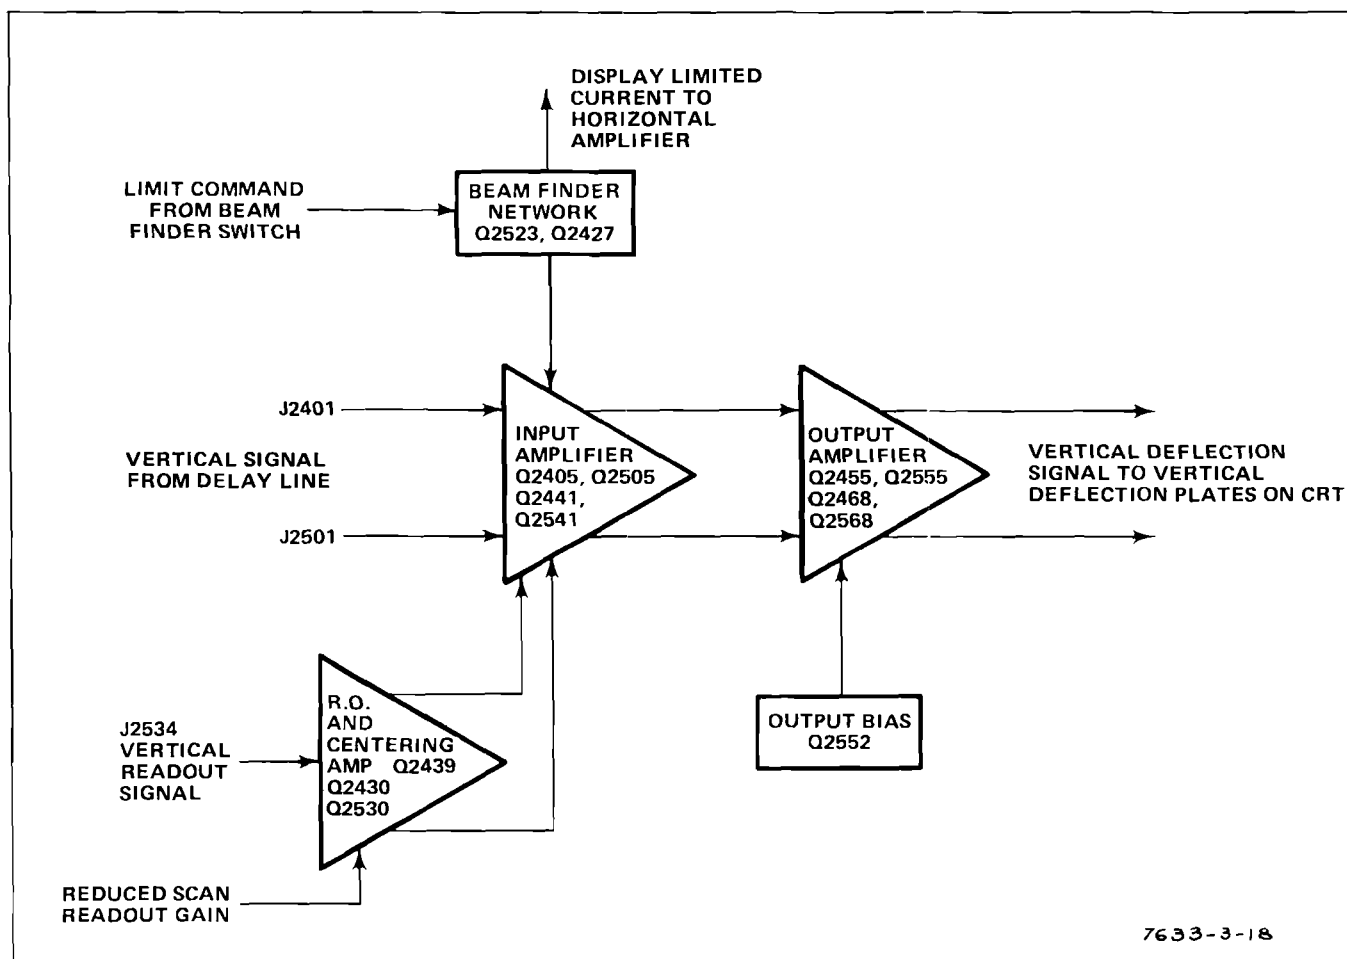 DISPLAY LIMITED
CURRENT TO
HORIZONTAL
AMPLIFIER
LIMIT COMMAND
FROM BEAM
FINDER SWITCH
BEAM FINDER
NETWORK
Q2523, Q2427
J2401
VERTICAL SIGNAL
FROM DELAY LINE
J2501
INPUT
AMPLIFIER
Q2405, Q2505
Q2441,
Q2541
OUTPUT
AMPLIFIER
Q2455, Q2555
Q2468,
Q2568
VERTICAL DEFLECTION
SIGNAL TO VERTICAL
DEFLECTION PLATES ON CRT
J2534
VERTICAL
READOUT
SIGNAL
R.O.
AND
CENTERING
AMP Q2439
Q2430
Q2530
OUTPUT BIAS
Q2552
REDUCED SCAN
READOUT GAIN
7633-3-18